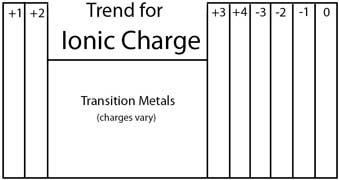 Trend for
Ionic Charge
+1 +2 +3 +4 -3 -2 -1 0
Transition Metals
(charges vary)